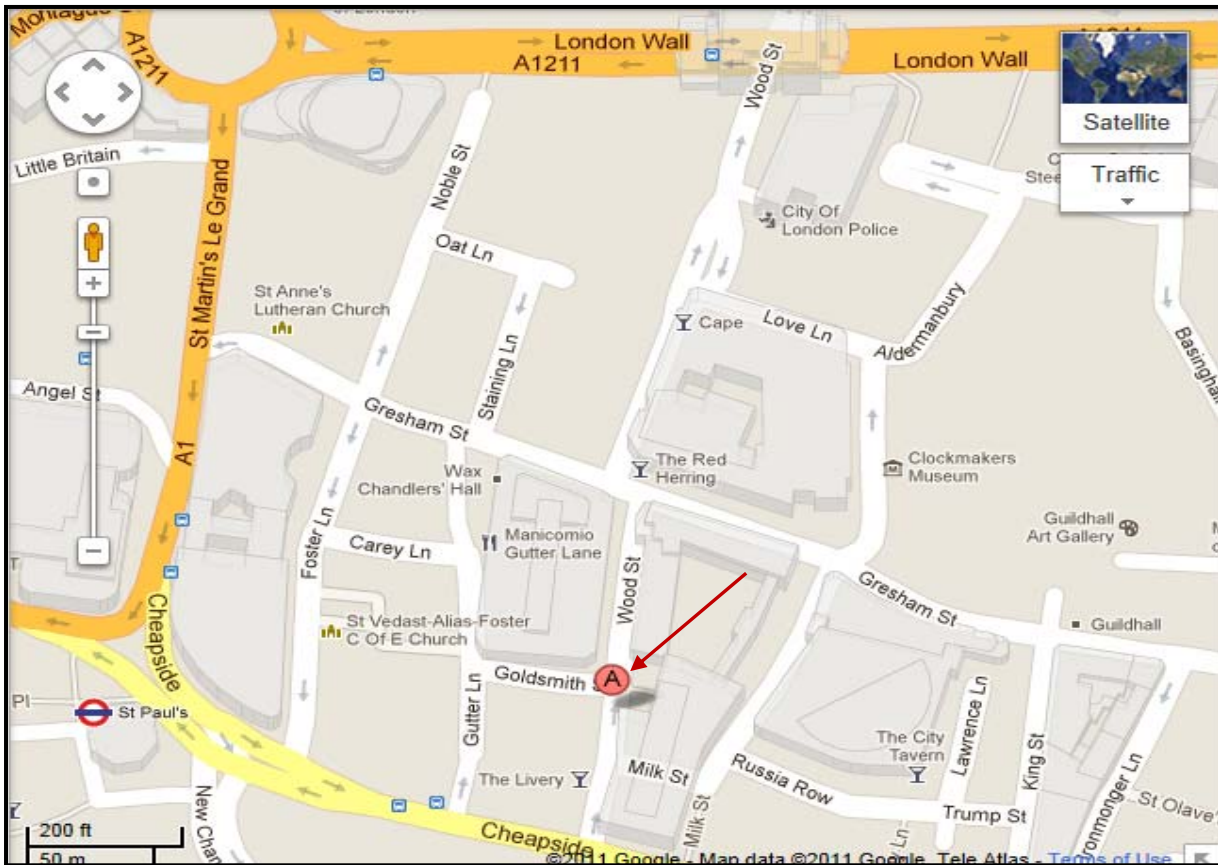 Montague
A1211
London Wall
A1211
London Wall
Wood St
Satellite
Traffic
Little Britain
St Martin's Le Grand
Noble St
Oat Ln
City Of
London Police
St Anne's
Lutheran Church
Cape
Love Ln
Aldermanbury
Angel St
Staining Ln
Gresham St
A1
Wax
Chandlers' Hall
The Red
Herring
Clockmakers
Museum
Guildhall
Art Gallery
Foster Ln
Carey Ln
Manicomio
Gutter Lane
Wood St
Gresham St
Guildhall
Cheapside
St Vedast-Alias-Foster
C Of E Church
Goldsmith
A
Gutter Ln
Pl
St Paul's
The City
Tavern
Lawrence Ln
King St
The Livery
Milk St
Russia Row
Trump St
St Olave's
New
Cheapside
Milk St
Ln
200 ft
50 m
©2011 Google - Map data ©2011 Google, Tele Atlas - Terms of Use